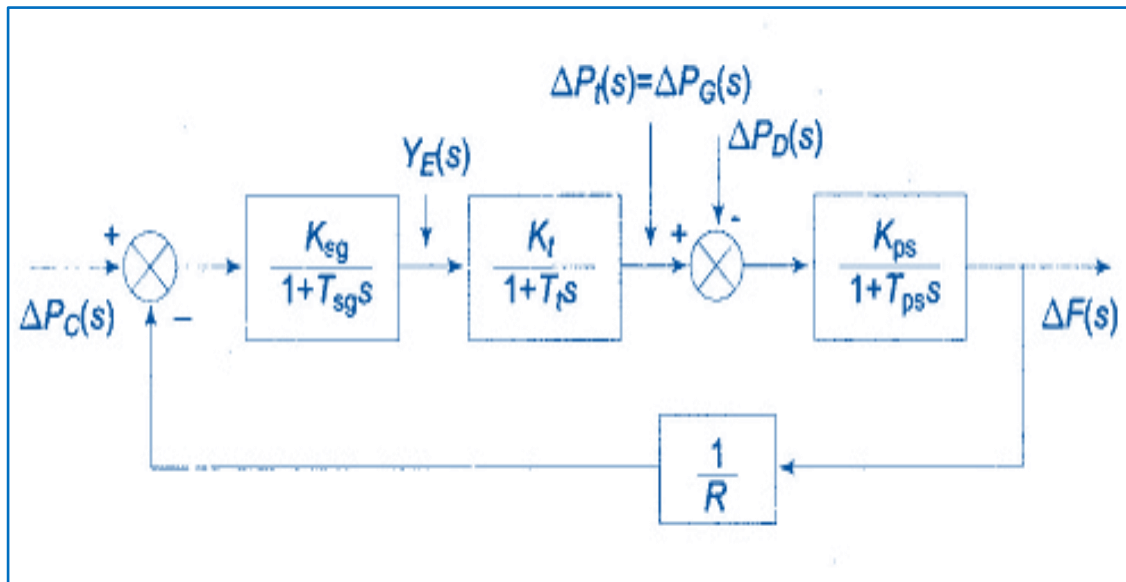 ΔPt(s)=ΔPG(s)
ΔPD(s)
YE(s)
+
Ksg
1+Tsgs
Kt
1+Tts
+
-
Kps
1+Tpss
ΔPC(s)
−
ΔF(s)
1
R